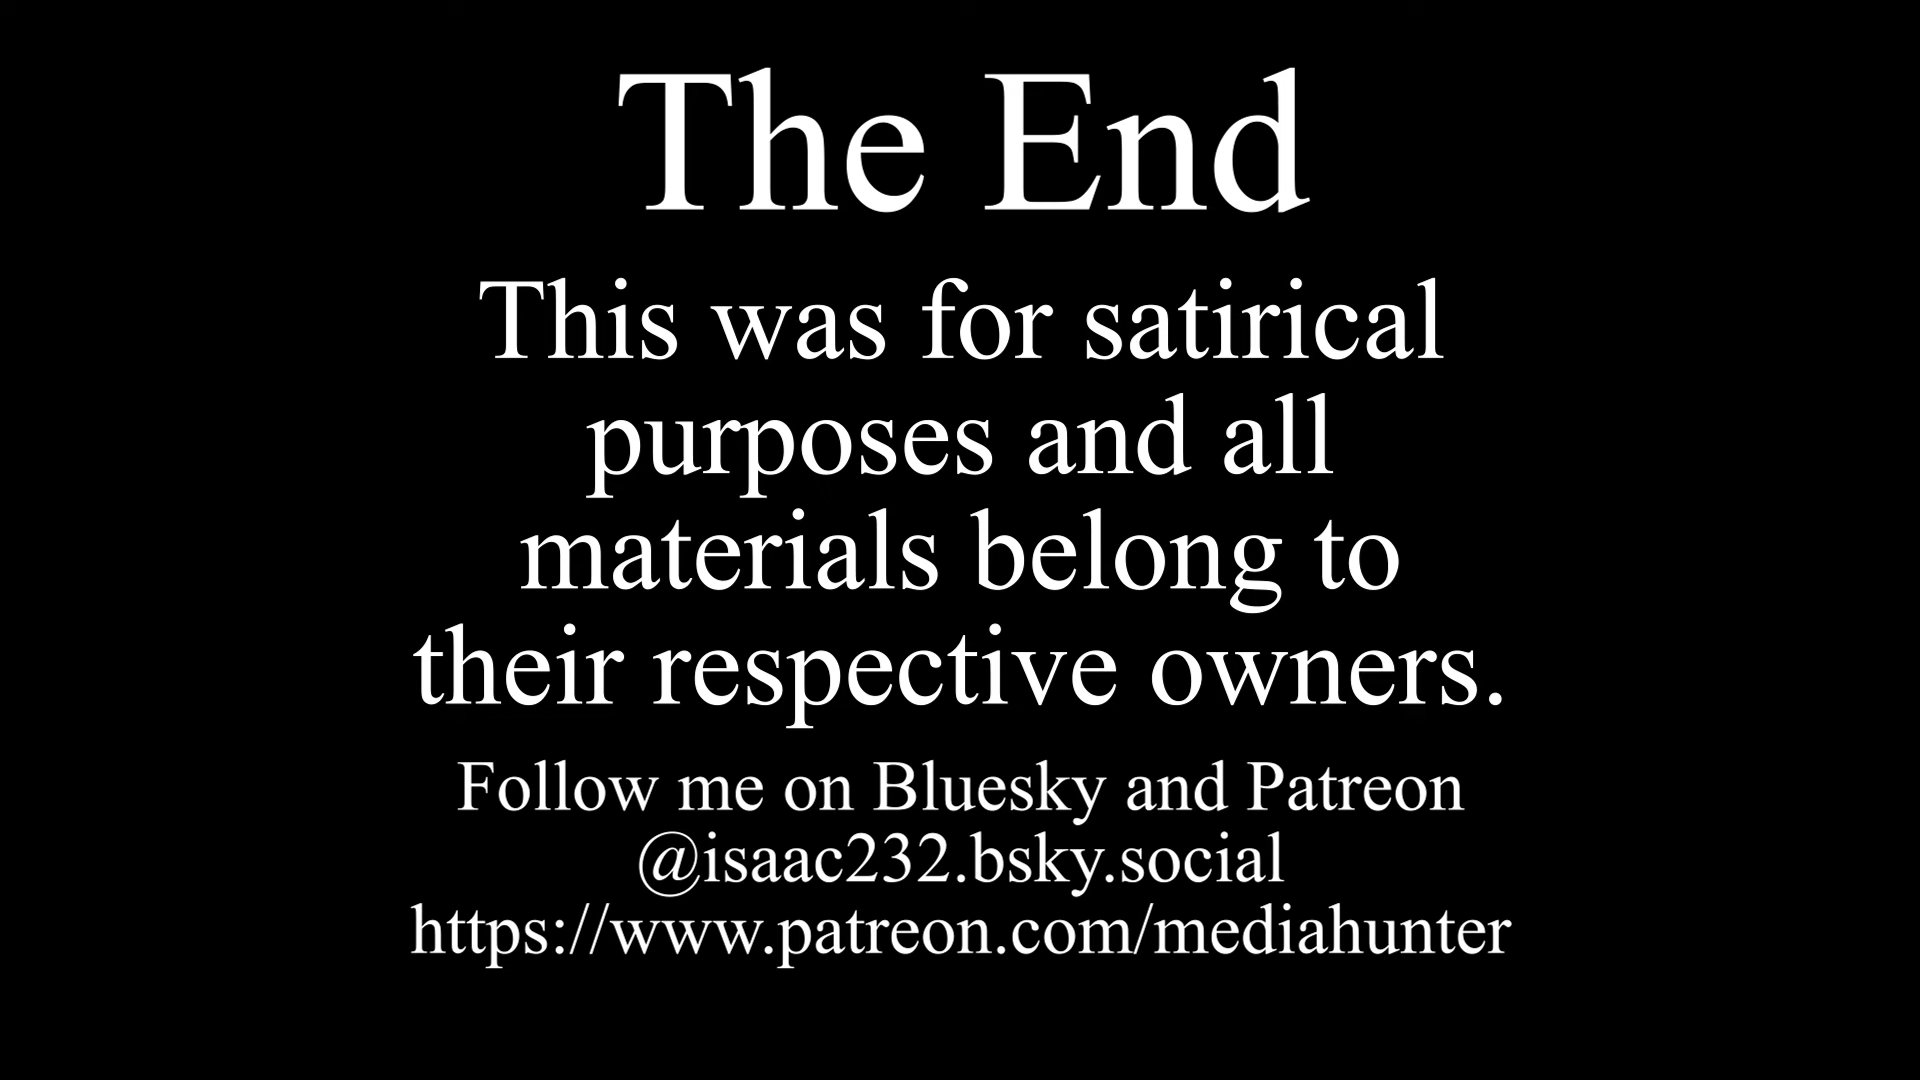 The End
This was for satirical
purposes and all
materials belong to
their respective owners.
Follow me on Bluesky and Patreon
@isaac232.bsky.social
https://www.patreon.com/mediahunter